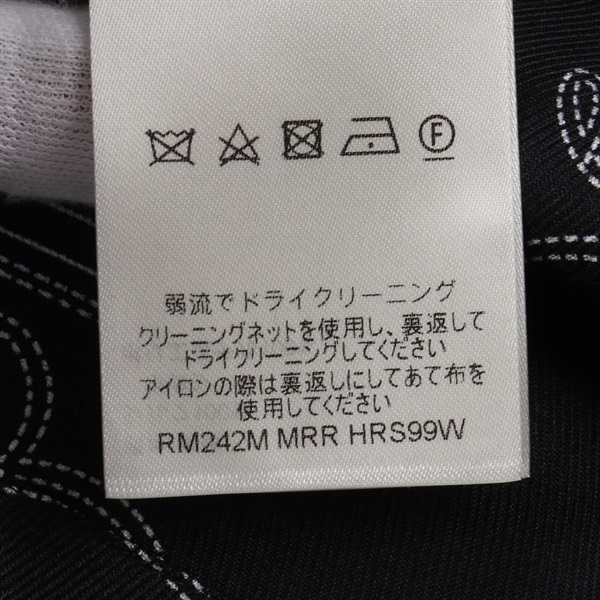 F
弱流でドライクリーニング
クリーニングネットを使用し、裏返して
ドライクリーニングしてください
アイロンの際は裏返しにしてあて布を
使用してください
RM242M MRR HRS99W